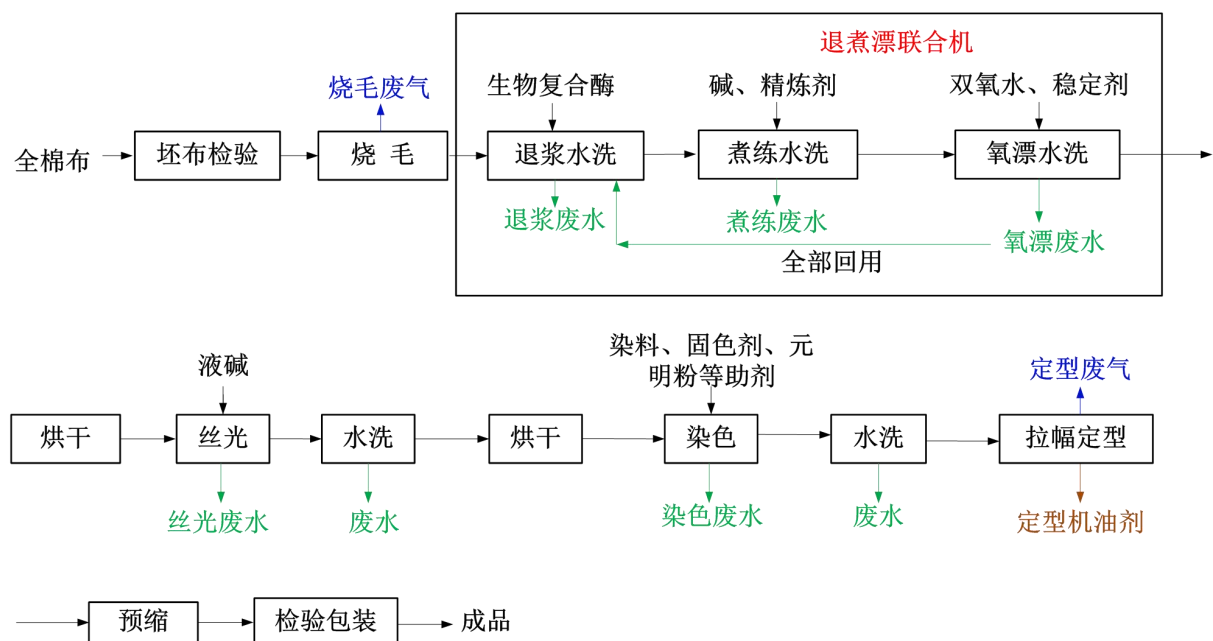 退煮漂联合机
烧毛废气
生物复合酶
碱、精炼剂
双氧水、稳定剂
全棉布
坯布检验
烧 毛
退浆水洗
煮练水洗
氧漂水洗
退浆废水
煮练废水
氧漂废水
全部回用
染料、固色剂、元
明粉等助剂
液碱
定型废气
烘干
丝光
水洗
烘干
染色
水洗
拉幅定型
丝光废水
废水
染色废水
废水
定型机油剂
预缩
检验包装
成品